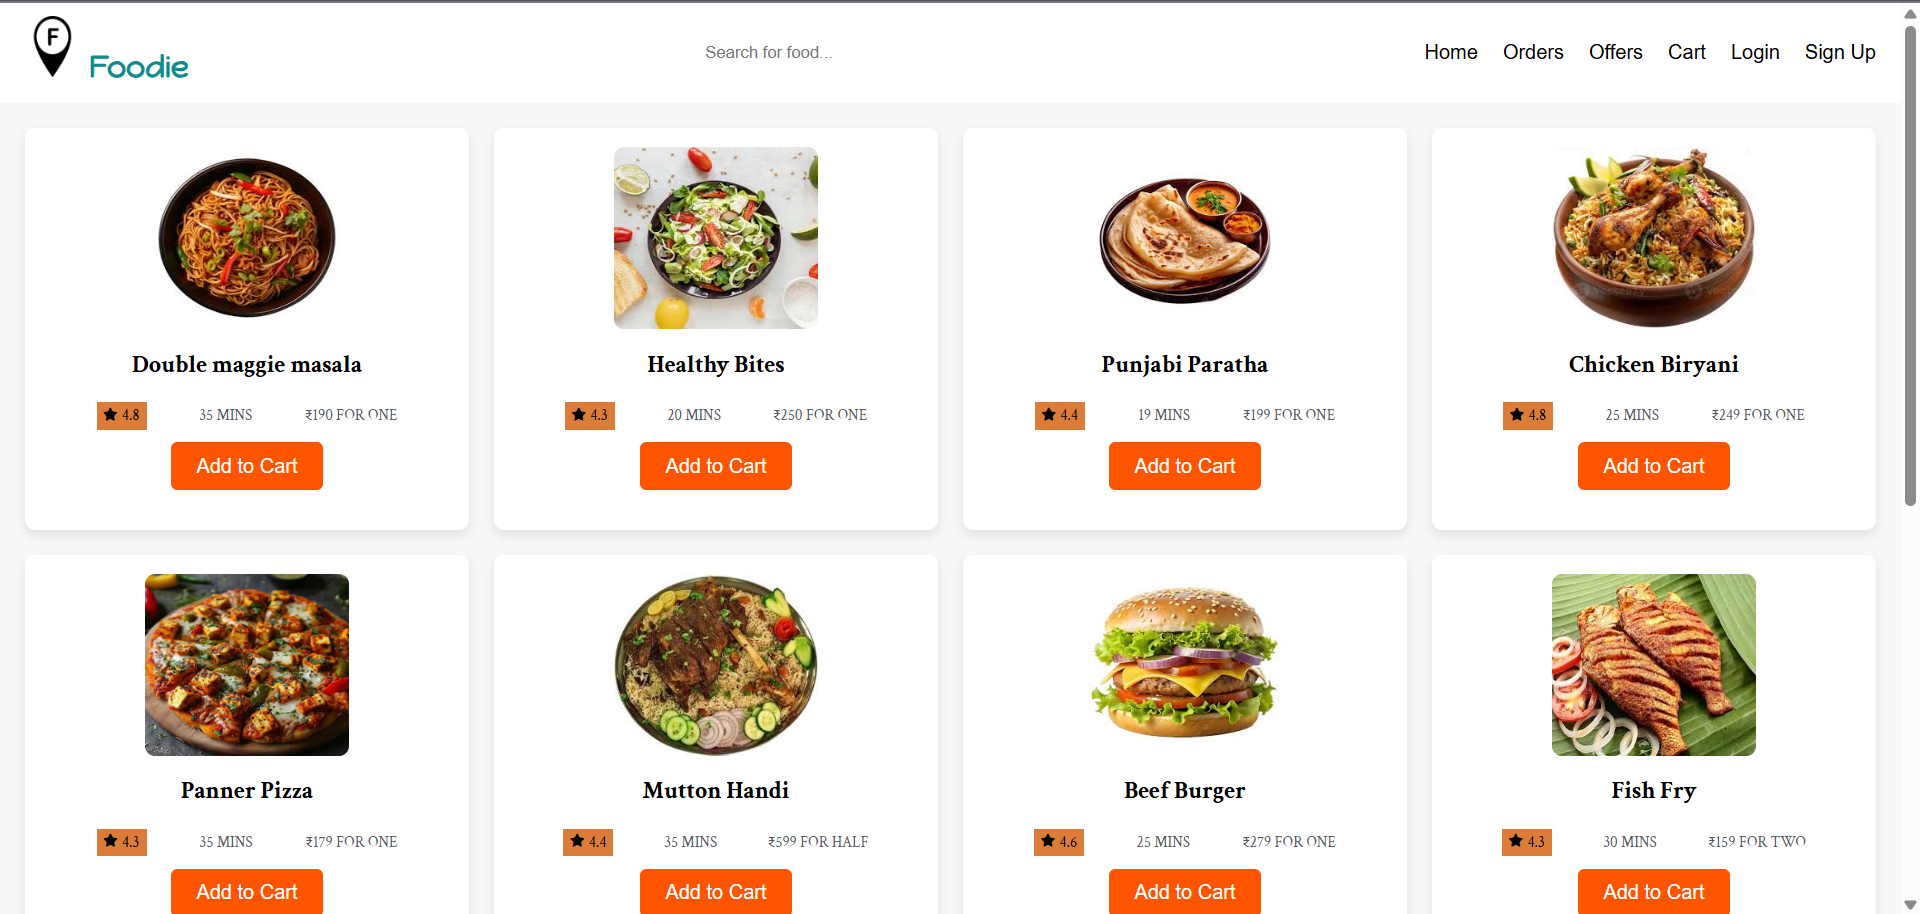 F
Foodie
Search for food...
Home Orders Offers Cart Login Sign Up
Double maggie masala
4.8 35 MINS ₹190 FOR ONE
Add to Cart
Healthy Bites
4.3 20 MINS ₹250 FOR ONE
Add to Cart
Punjabi Paratha
4.4 19 MINS ₹199 FOR ONE
Add to Cart
Chicken Biryani
4.8 25 MINS ₹249 FOR ONE
Add to Cart
Panner Pizza
4.3 35 MINS ₹179 FOR ONE
Add to Cart
Mutton Handi
4.4 35 MINS ₹599 FOR HALF
Add to Cart
Beef Burger
4.6 25 MINS ₹279 FOR ONE
Add to Cart
Fish Fry
4.3 30 MINS ₹159 FOR TWO
Add to Cart